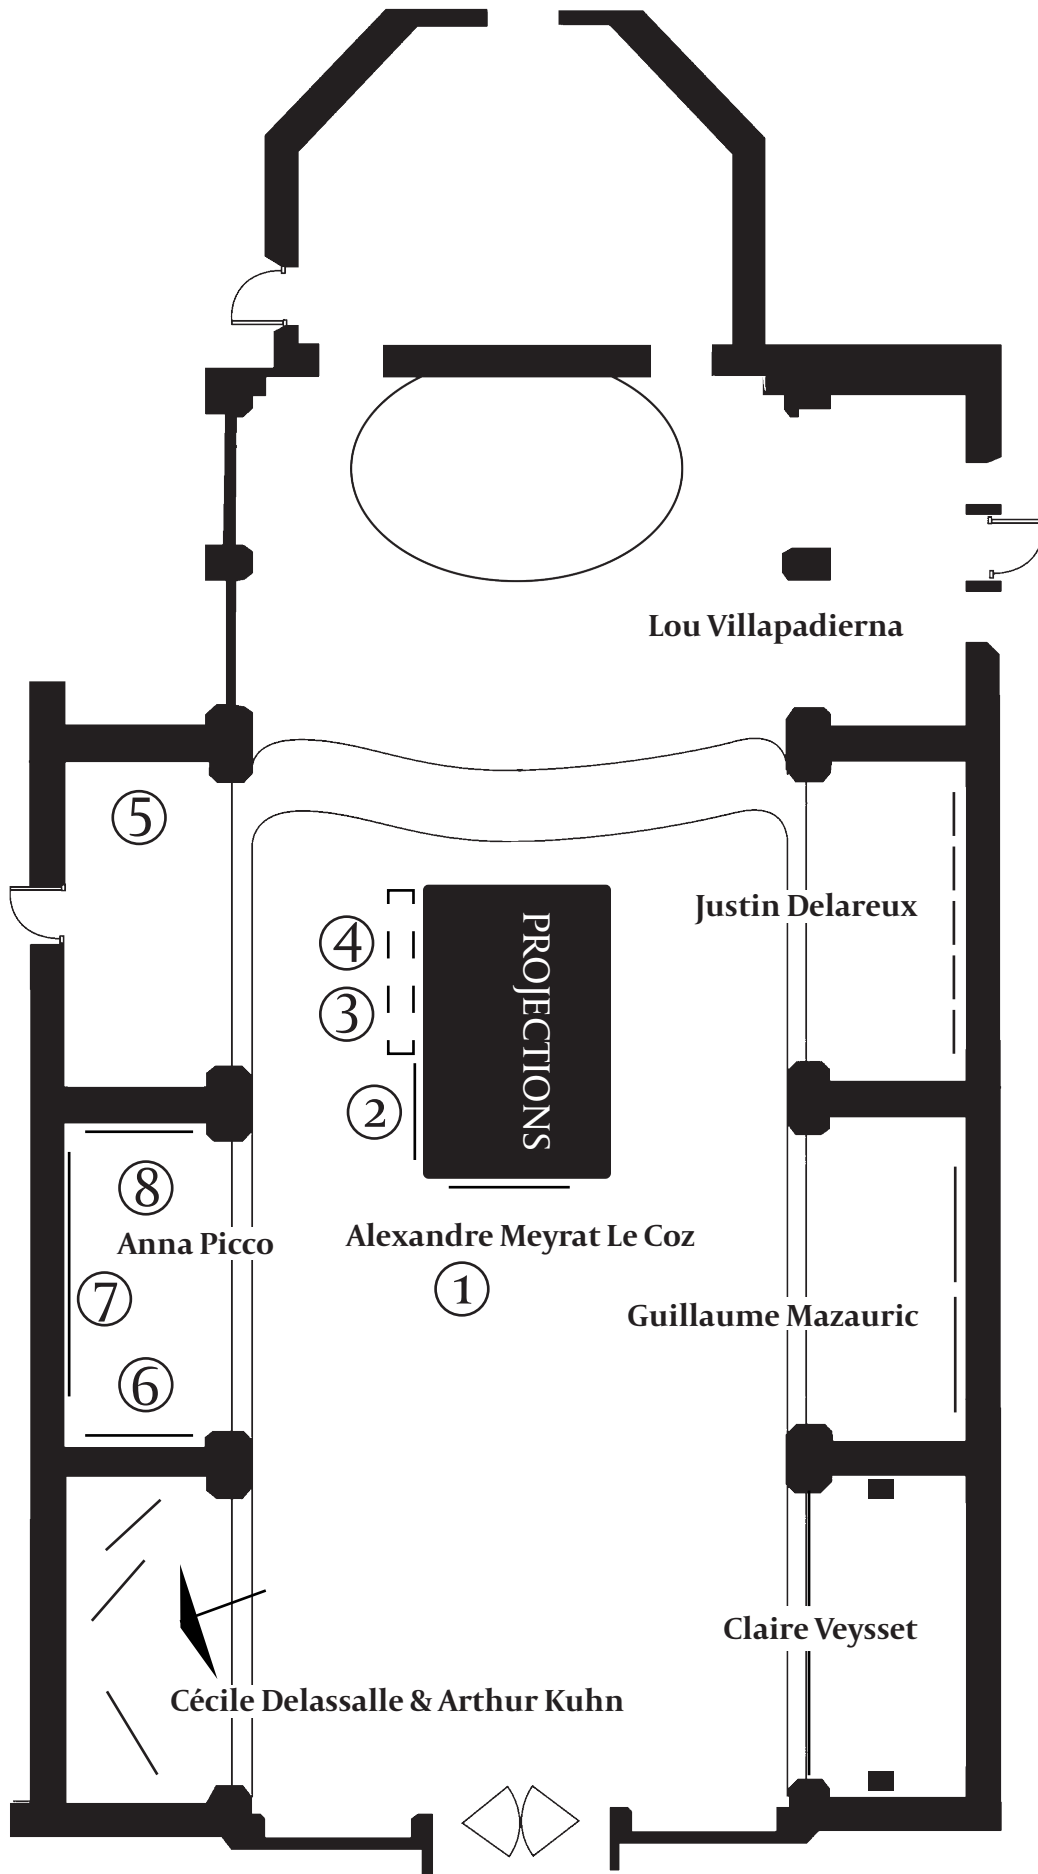 Lou Villapadierna
⑤
Justin Delareux
④
PROJECTIONS
③
②
⑧
Anna Picco
Alexandre Meyrat Le Coz
⑦
①
Guillaume Mazauric
⑥
Claire Veysset
Cécile Delassalle & Arthur Kuhn